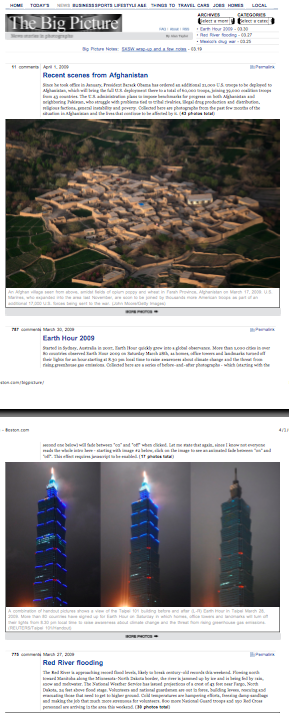 HOME TODAY'S NEWS BUSINESS SPORTS LIFESTYLE A&E THINGS TO TRAVEL CARS JOBS HOMES LOCAL
The Big Picture
News stories in photographs
ARCHIVES CATEGORIES
Select a mon Select a cate
Earth Hour 2009 - 03.30
Red River flooding - 03.27
Mexico's drug war - 03.25
Big Picture Notes: SXSW wrap-up and a few notes - 03.19
11 comments April 1, 2009 Permalink
Recent scenes from Afghanistan
Since he took office in January, President Barack Obama has ordered an additional 21,000 U.S. troops to be deployed to
Afghanistan, which will bring the full U.S. deployment there to a total of 60,000 troops, joining 39,000 coalition troops
from 25 countries. The U.S. administration plans to impose benchmarks for progress on both Afghanistan and
neighboring Pakistan, who struggle with problems tied to tribal rivalries, illegal drug production and distribution,
religious factions, general instability and poverty. Collected here are photographs from the past few months of the
situation in Afghanistan and the lives that continue to be affected by it. (43 photos total)
An Afghan village seen from above, amidst fields of opium poppy and wheat in Farah Province, Afghanistan on March 17, 2009. U.S.
Marines, who expanded into the area last November, are soon to be joined by thousands more American troops as part of an
additional 17,000 U.S. forces being sent to the war. (John Moore/Getty Images)
MORE PHOTOS
787 comments March 30, 2009 Permalink
Earth Hour 2009
Started in Sydney, Australia in 2007, Earth Hour quickly grew into a global observance. More than 1,000 cities in over
80 countries observed Earth Hour 2009 on Saturday March 28th, as homes, office towers and landmarks turned off
their lights for an hour starting at 8.30 pm local time to raise awareness about climate change and the threat from
rising greenhouse gas emissions. Collected here are a series of before-and-after photographs - which (starting with the
ston.com/bigpicture/
- Boston.com 4/1/
second one below) will fade between "on" and "off" when clicked. Let me state that again, since I know not everyone
reads the whole intro here - starting with image #2 below, click on the image to see an animated fade between "on" and
"off". This effect requires javascript to be enabled. (17 photos total)
A combination of handout pictures shows a view of the Taipei 101 building before and after (L-R) Earth Hour in Taipei March 28,
2009. More than 80 countries have signed up for Earth Hour on Saturday in which homes, office towers and landmarks will turn off
their lights from 8.30 pm local time to raise awareness about climate change and the threat from rising greenhouse gas emissions.
(REUTERS/Taipei 101/Handout)
MORE PHOTOS
775 comments March 27, 2009 Permalink
Red River flooding
The Red River is approaching record flood levels, likely to break century-old records this weekend. Flowing north
toward Manitoba along the Minnesota-North Dakota border, the river is jammed up by ice and is being fed by rain,
snow and meltwater. The National Weather Service has issued projections of a crest of 42 feet near Fargo, North
Dakota, 24 feet above flood stage. Volunteers and national guardsmen are out in force, building levees, rescuing and
evacuating those that need to get to higher ground. Cold temperatures are hampering efforts, freezing damp sandbags
and making the job that much more strenuous for volunteers. 800 more National Guard troops and 150 Red Cross
personnel are arriving in the area this weekend. (30 photos total)